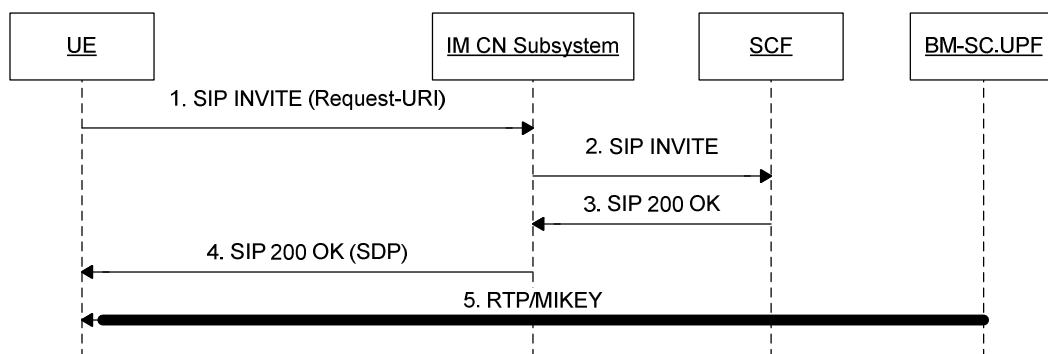 UE
IM CN Subsystem
SCF
BM-SC.UPF
1. SIP INVITE (Request-URI)
2. SIP INVITE
3. SIP 200 OK
4. SIP 200 OK (SDP)
5. RTP/MIKEY